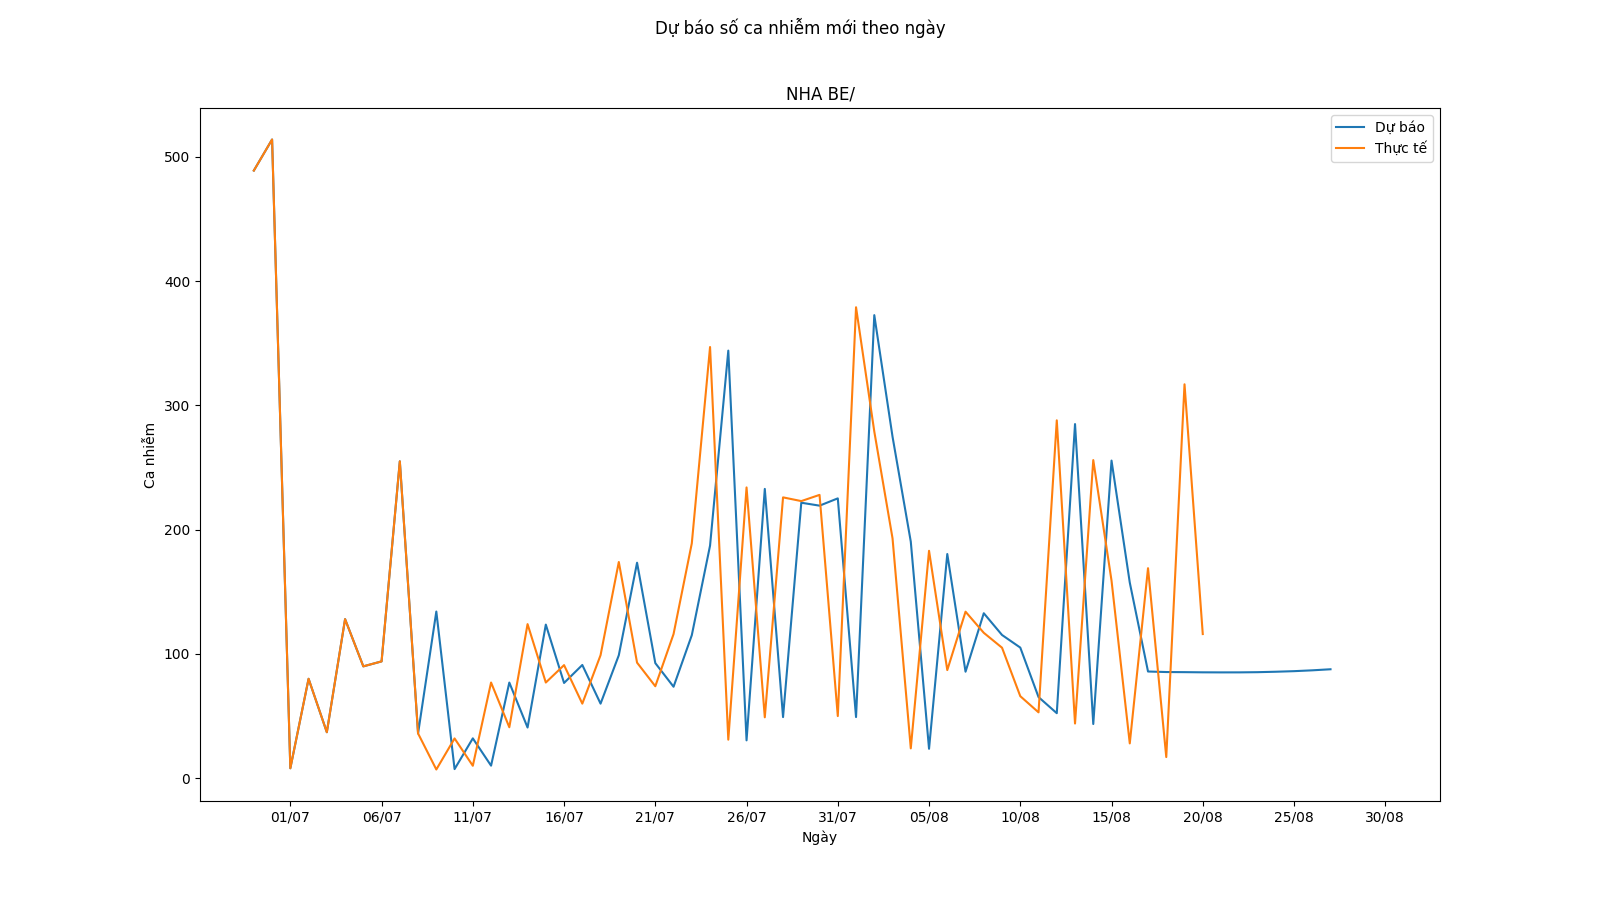 Dự báo số ca nhiễm mới theo ngày
NHA BE/
Dự báo
Thực tế
500
400
300
200
100
0
Ca nhiễm
01/07 06/07 11/07 16/07 21/07 26/07 31/07 05/08 10/08 15/08 20/08 25/08 30/08
Ngày